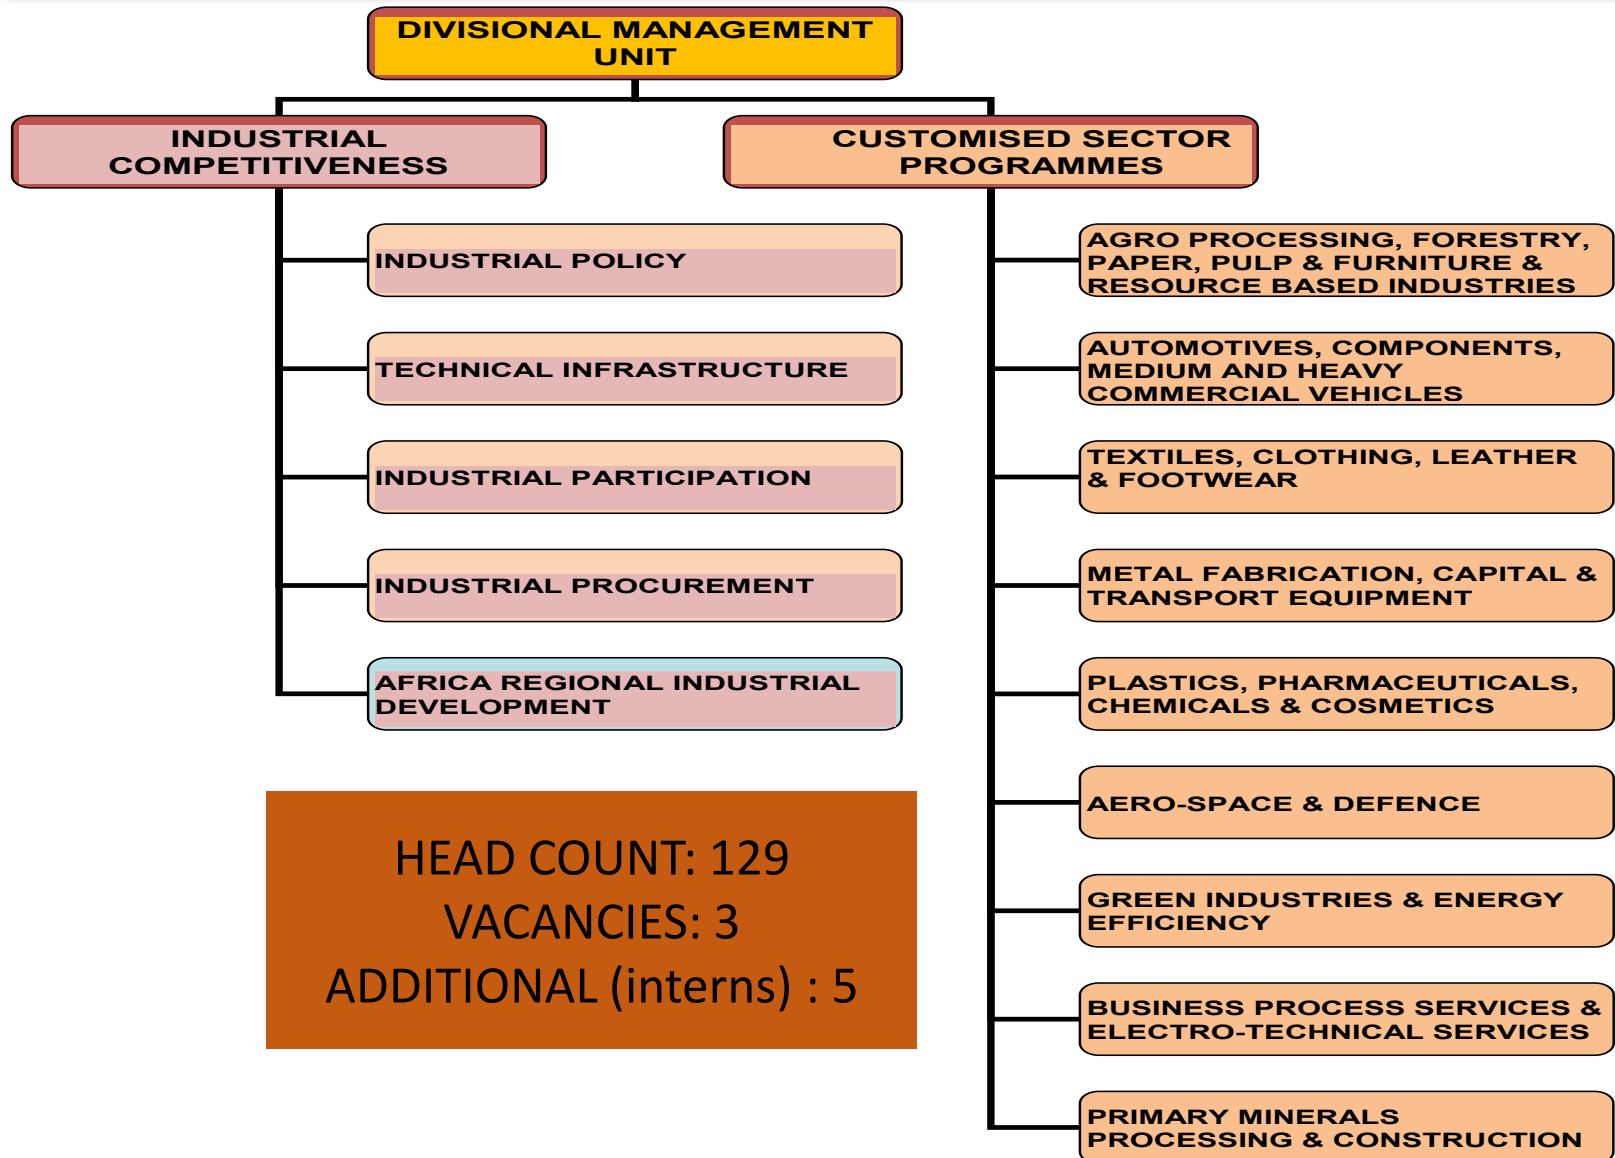 DIVISIONAL MANAGEMENT
UNIT
INDUSTRIAL
COMPETITIVENESS
CUSTOMISED SECTOR
PROGRAMMES
INDUSTRIAL POLICY
TECHNICAL INFRASTRUCTURE
INDUSTRIAL PARTICIPATION
INDUSTRIAL PROCUREMENT
AFRICA REGIONAL INDUSTRIAL
DEVELOPMENT
AGRO PROCESSING, FORESTRY,
PAPER, PULP & FURNITURE &
RESOURCE BASED INDUSTRIES
AUTOMOTIVES, COMPONENTS,
MEDIUM AND HEAVY
COMMERCIAL VEHICLES
TEXTILES, CLOTHING, LEATHER
& FOOTWEAR
METAL FABRICATION, CAPITAL &
TRANSPORT EQUIPMENT
PLASTICS, PHARMACEUTICALS,
CHEMICALS & COSMETICS
AERO-SPACE & DEFENCE
GREEN INDUSTRIES & ENERGY
EFFICIENCY
BUSINESS PROCESS SERVICES &
ELECTRO-TECHNICAL SERVICES
PRIMARY MINERALS
PROCESSING & CONSTRUCTION
HEAD COUNT: 129
VACANCIES: 3
ADDITIONAL (interns) : 5